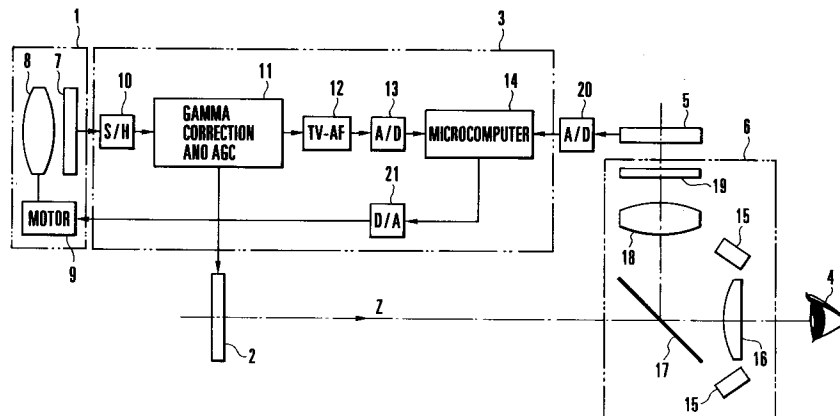 1
3
8
7
10
11
12
13
14
20
5
6
S/H
GAMMA
CORRECTION
ANO AGC
TV-AF
A/D
MICROCOMPUTER
A/D
19
21
D/A
MOTOR
9
18
15
4
Z
2
17
16
15